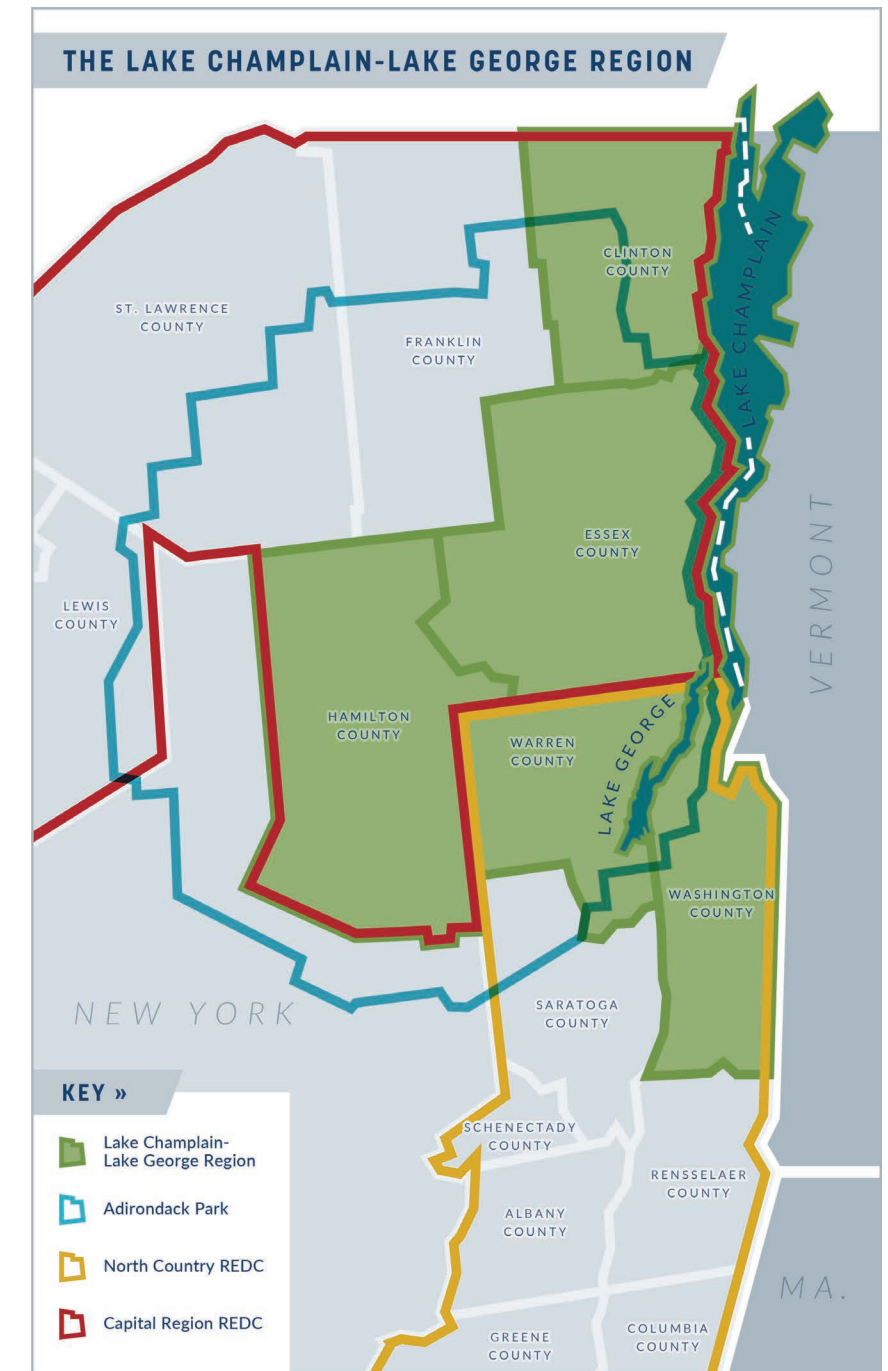 THE LAKE CHAMPLAIN-LAKE GEORGE REGION
CLINTON
COUNTY
LAKE CHAMPLAIN
ST. LAWRENCE
COUNTY
FRANKLIN
COUNTY
VERMONT
ESSEX
COUNTY
LEWIS
COUNTY
HAMILTON
COUNTY
WARREN
COUNTY
LAKE GEORGE
WASHINGTON
COUNTY
NEW YORK
SARATOGA
COUNTY
KEY »
Lake Champlain-
Lake George Region
Adirondack Park
North Country REDC
Capital Region REDC
SCHENECTADY
COUNTY
RENSSELAER
COUNTY
ALBANY
COUNTY
MA.
GREENE
COUNTY
COLUMBIA
COUNTY